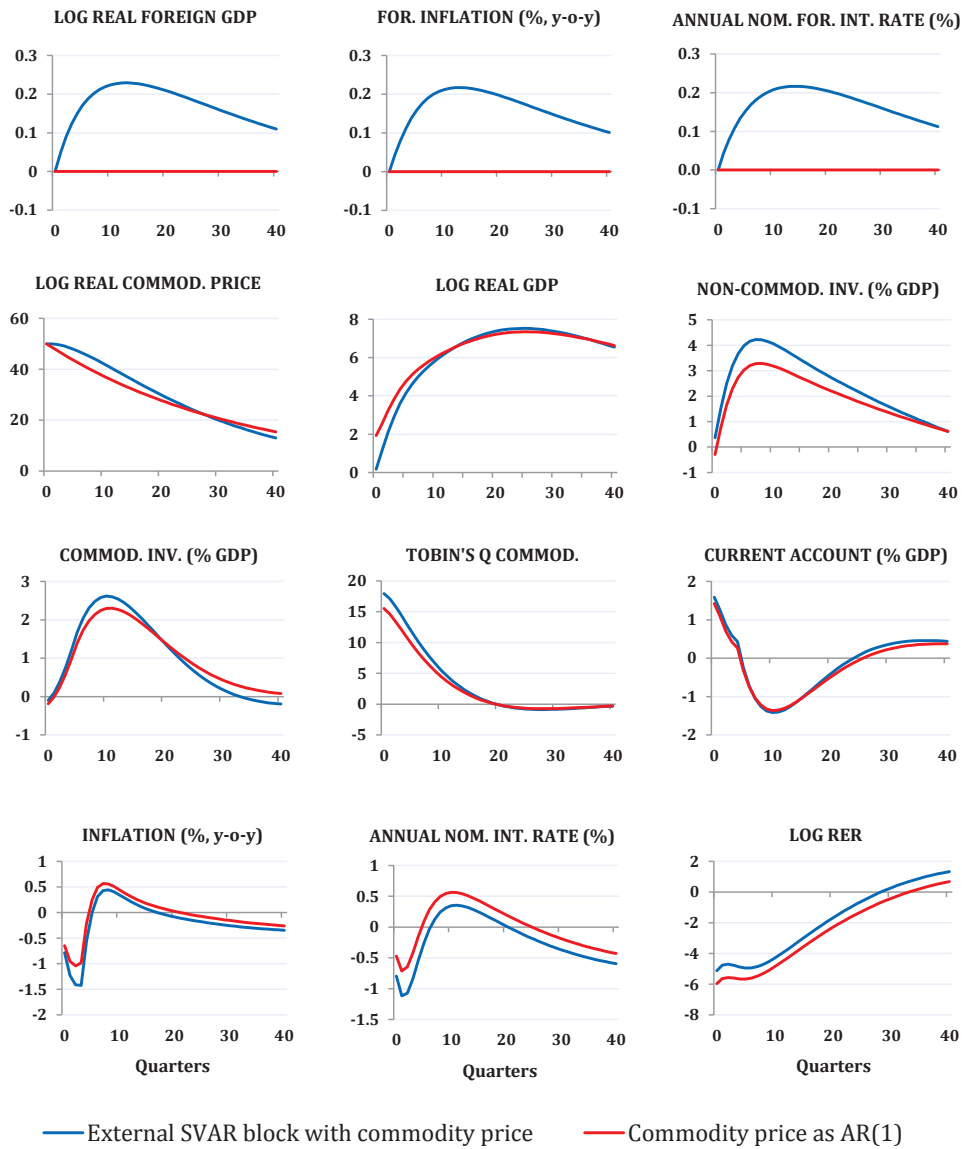 LOG REAL FOREIGN GDP
FOR. INFLATION (%, y-o-y)
ANNUAL NOM. FOR. INT. RATE (%)
0.3
0.2
0.1
0
-0.1
0 10 20 30 40
0.3
0.2
0.1
0
-0.1
0 10 20 30 40
0.3
0.2
0.1
0
-0.1
0 10 20 30 40
LOG REAL COMMOD. PRICE
LOG REAL GDP
NON-COMMOD. INV. (% GDP)
60
40
20
0
0 10 20 30 40
8
6
4
2
0
0 10 20 30 40
5
4
3
2
1
0
-1
0 10 20 30 40
COMMOD. INV. (% GDP)
TOBIN'S Q COMMOD.
CURRENT ACCOUNT (% GDP)
3
2
1
0
-1
0 10 20 30 40
20
15
10
5
0
-5
0 10 20 30 40
2
1
0
-1
-2
0 10 20 30 40
INFLATION (%, y-o-y)
ANNUAL NOM. INT. RATE (%)
LOG RER
1
0.5
0
-0.5
-1
-1.5
-2
0 10 20 30 40
Quarters
1
0.5
0
-0.5
-1
-1.5
0 10 20 30 40
Quarters
2
0
-2
-4
-6
-8
0 10 20 30 40
Quarters
External SVAR block with commodity price
Commodity price as AR(1)